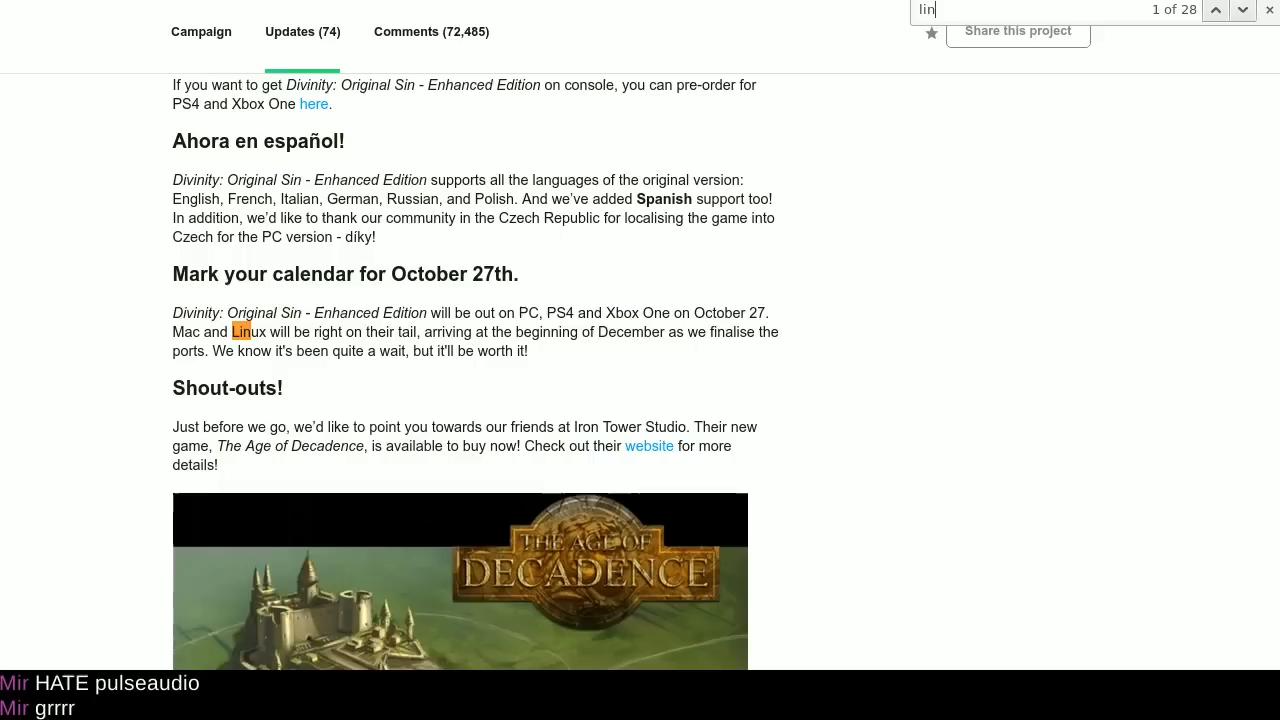 lin
1 of 28
Campaign
Updates (74)
Comments (72,485)
Share this project
If you want to get Divinity: Original Sin - Enhanced Edition on console, you can pre-order for
PS4 and Xbox One here.
Ahora en español!
Divinity: Original Sin - Enhanced Edition supports all the languages of the original version:
English, French, Italian, German, Russian, and Polish. And we've added Spanish support too!
In addition, we'd like to thank our community in the Czech Republic for localising the game into
Czech for the PC version - díky!
Mark your calendar for October 27th.
Divinity: Original Sin - Enhanced Edition will be out on PC, PS4 and Xbox One on October 27.
Mac and Linux will be right on their tail, arriving at the beginning of December as we finalise the
ports. We know it's been quite a wait, but it'll be worth it!
Shout-outs!
Just before we go, we'd like to point you towards our friends at Iron Tower Studio. Their new
game, The Age of Decadence, is available to buy now! Check out their website for more
details!
THE AGE OF
DECADENCE
Mir HATE pulseaudio
Mir grrrr